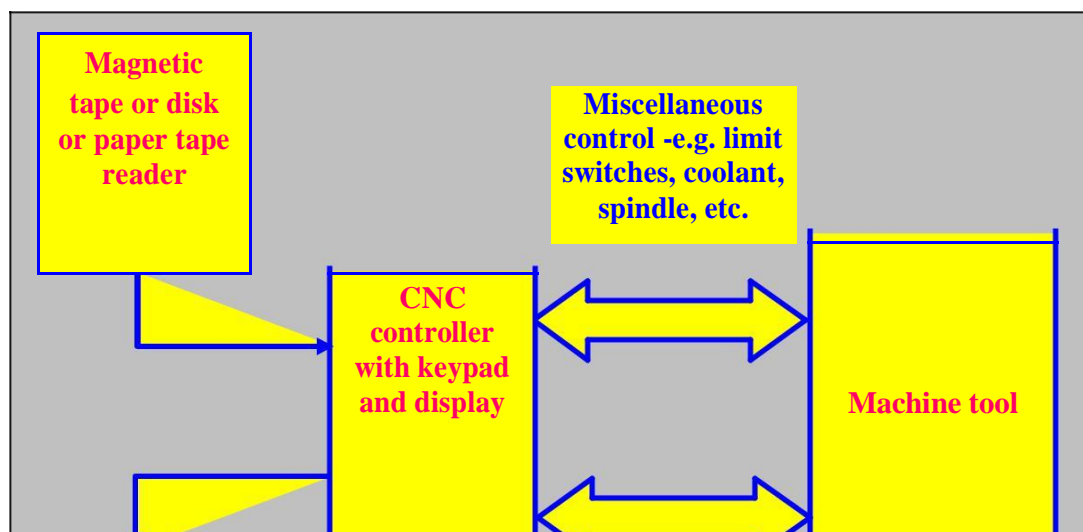 Magnetic
tape or disk
or paper tape
reader
Miscellaneous
control -e.g. limit
switches, coolant,
spindle, etc.
CNC
controller
with keypad
and display
Machine tool